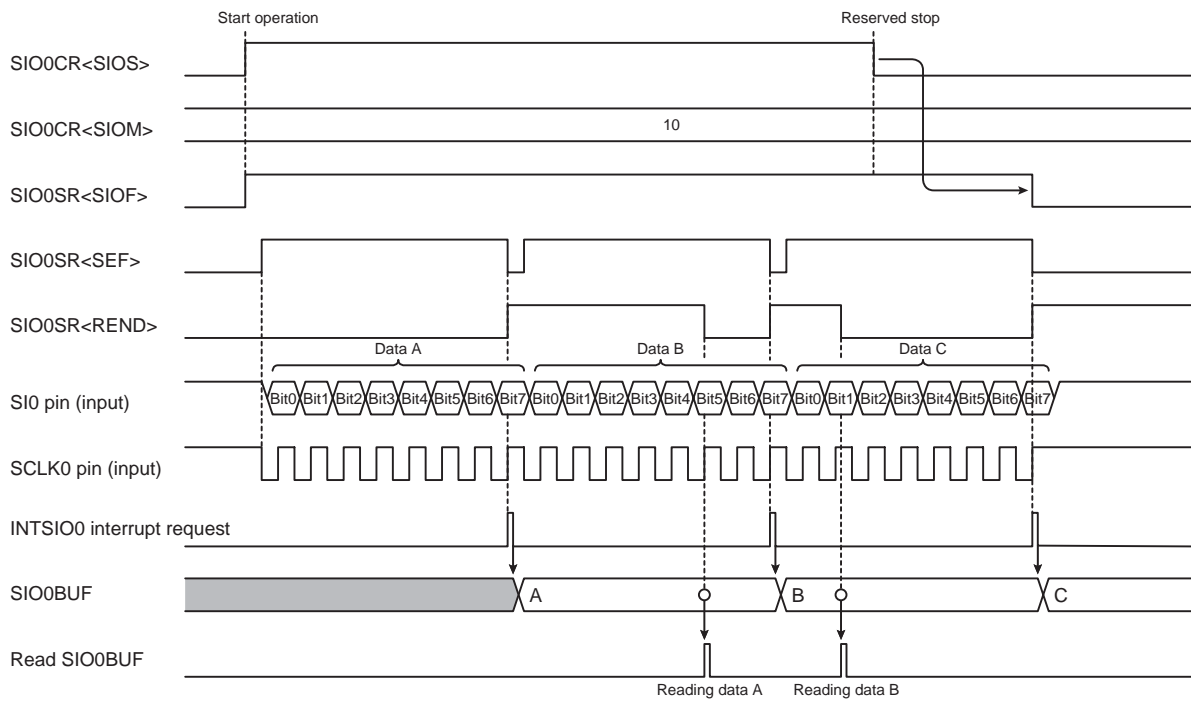 Start operation Reserved stop
SIO0CR<SIOS>
SIO0CR<SIOM> 10
SIO0SR<SIOF>
SIO0SR<SEF>
SIO0SR<REND>
Data A Data B Data C
SI0 pin (input) Bit0 Bit1 Bit2 Bit3 Bit4 Bit5 Bit6 Bit7 Bit0 Bit1 Bit2 Bit3 Bit4 Bit5 Bit6 Bit7 Bit0 Bit1 Bit2 Bit3 Bit4 Bit5 Bit6 Bit7
SCLK0 pin (input)
INTSIO0 interrupt request
SIO0BUF A B C
Read SIO0BUF
Reading data A Reading data B